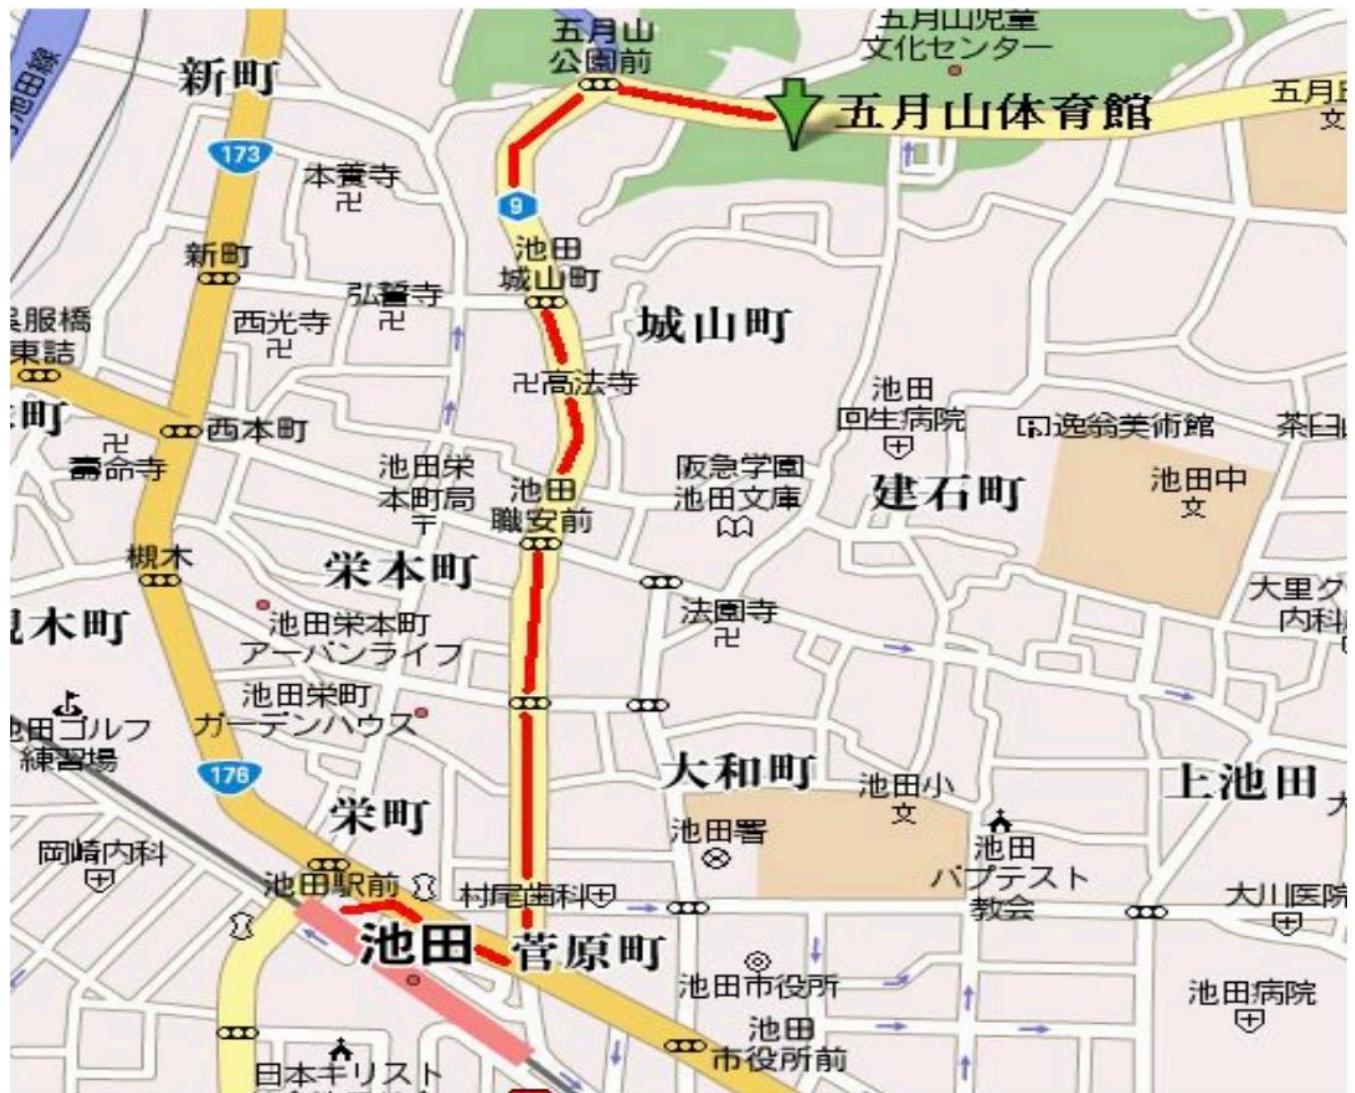 五月山児童
文化センター
五月山
公園前
新町
五月山体育館
173
本養寺
9
池田
城山町
新町
弘誓寺
西光寺
城山町
呉服橋
東詰
高法寺
池田
回生病院
逸翁美術館
茶臼山
西本町
壽命寺
池田栄
本町局
池田
職安前
阪急学園
池田文庫
建石町
池田中
文
槻木
栄本町
法園寺
内科
木町
池田栄本町
アーバンライフ
池田栄町
ガーデンハウス
池田ゴルフ
練習場
176
大和町
池田小
文
上池田
栄町
池田署
池田
バプテスト
教会
岡崎内科
池田駅前
村尾歯科
大川医院
池田
菅原町
池田市役所
池田病院
池田
市役所前
日本キリスト